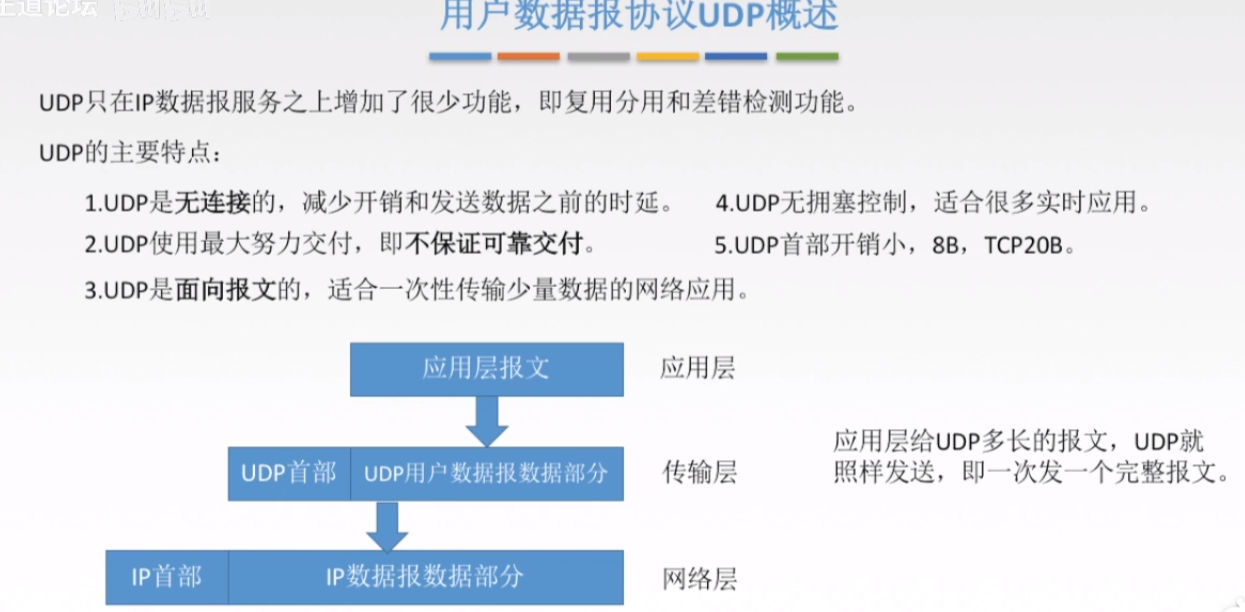 王道论坛
用户数据报协议UDP概述
UDP只在IP数据报服务之上增加了很少功能，即复用分用和差错检测功能。
UDP的主要特点：
1.UDP是无连接的，减少开销和发送数据之前的时延。
2.UDP使用最大努力交付，即不保证可靠交付。
3.UDP是面向报文的，适合一次性传输少量数据的网络应用。
4.UDP无拥塞控制，适合很多实时应用。
5.UDP首部开销小，8B，TCP20B。
应用层报文 应用层
UDP首部 UDP用户数据报数据部分 传输层
IP首部 IP数据报数据部分 网络层
应用层给UDP多长的报文，UDP就
照样发送，即一次发一个完整报文。